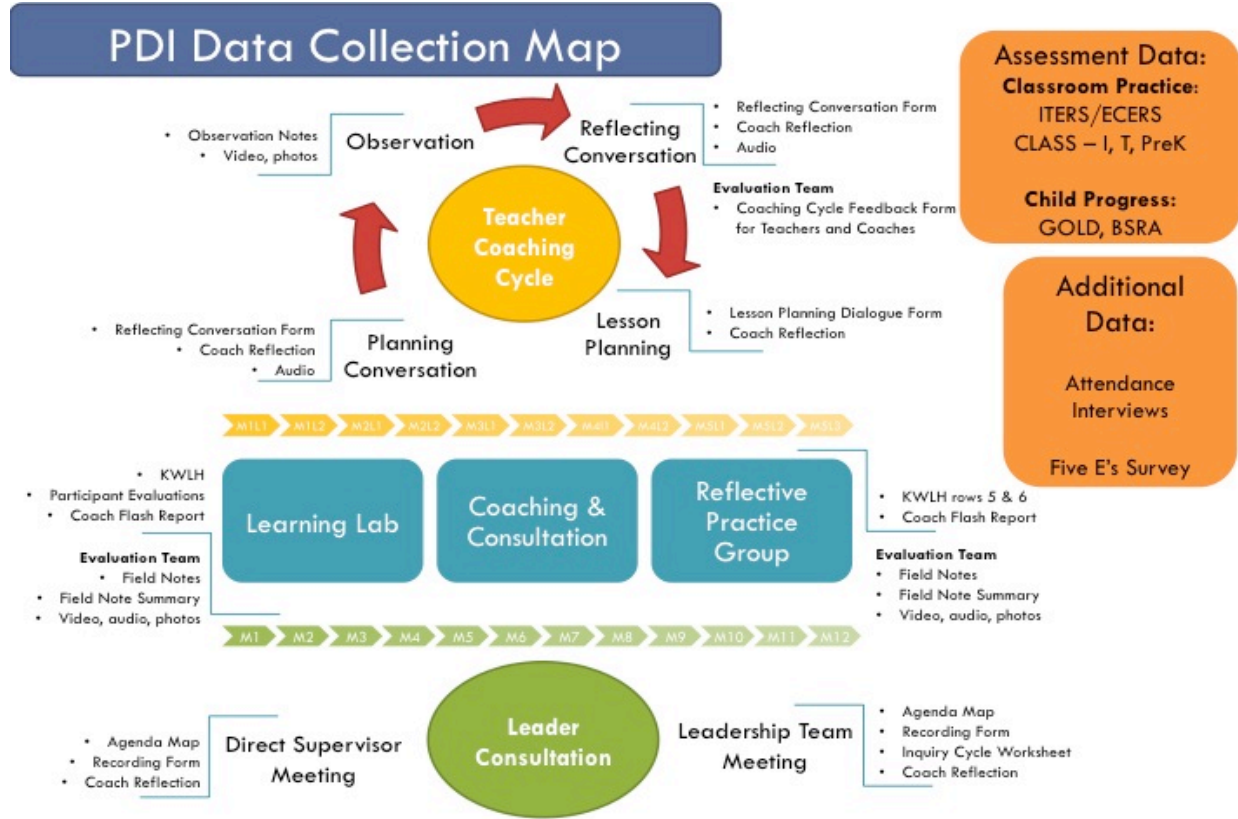 PDI Data Collection Map
• Observation Notes
• Video, photos
Observation
Reflecting
Conversation
• Reflecting Conversation Form
• Coach Reflection
• Audio
Evaluation Team
• Coaching Cycle Feedback Form
for Teachers and Coaches
Teacher
Coaching
Cycle
• Reflecting Conversation Form
• Coach Reflection
• Audio
Planning
Conversation
Lesson
Planning
• Lesson Planning Dialogue Form
• Coach Reflection
Assessment Data:
Classroom Practice:
ITERS/ECERS
CLASS – I, T, PreK
Child Progress:
GOLD, BSRA
Additional
Data:
Attendance
Interviews
Five E's Survey
M1L1 M1L2 M2L1 M2L2 M3L1 M3L2 M4l1 M4L2 M5L1 M5L2 M5L3
• KWLH
• Participant Evaluations
• Coach Flash Report
Evaluation Team
• Field Notes
• Field Note Summary
• Video, audio, photos
Learning Lab
Coaching &
Consultation
Reflective
Practice
Group
• KWLH rows 5 & 6
• Coach Flash Report
Evaluation Team
• Field Notes
• Field Note Summary
• Video, audio, photos
M1 M2 M3 M4 M5 M6 M7 M8 M9 M10 M11 M12
• Agenda Map
• Recording Form
• Coach Reflection
Direct Supervisor
Meeting
Leader
Consultation
Leadership Team
Meeting
• Agenda Map
• Recording Form
• Inquiry Cycle Worksheet
• Coach Reflection